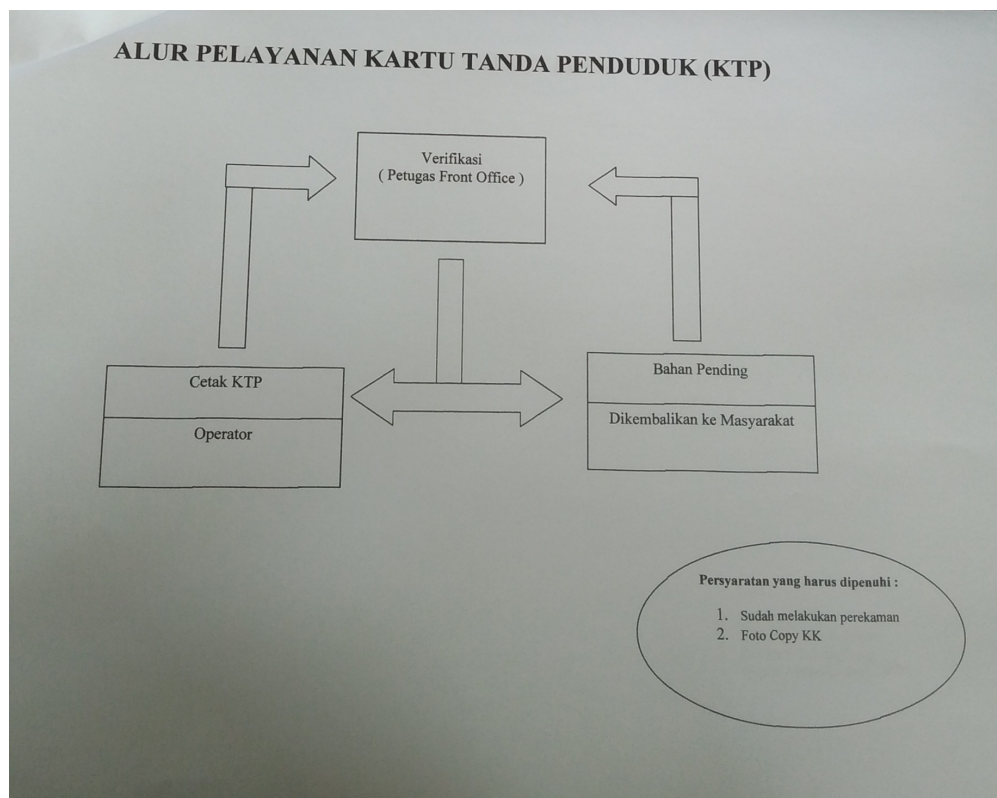 ALUR PELAYANAN KARTU TANDA PENDUDUK (KTP)
Verifikasi
( Petugas Front Office )
Cetak KTP
Operator
Bahan Pending
Dikembalikan ke Masyarakat
Persyaratan yang harus dipenuhi :
1. Sudah melakukan perekaman
2. Foto Copy KK